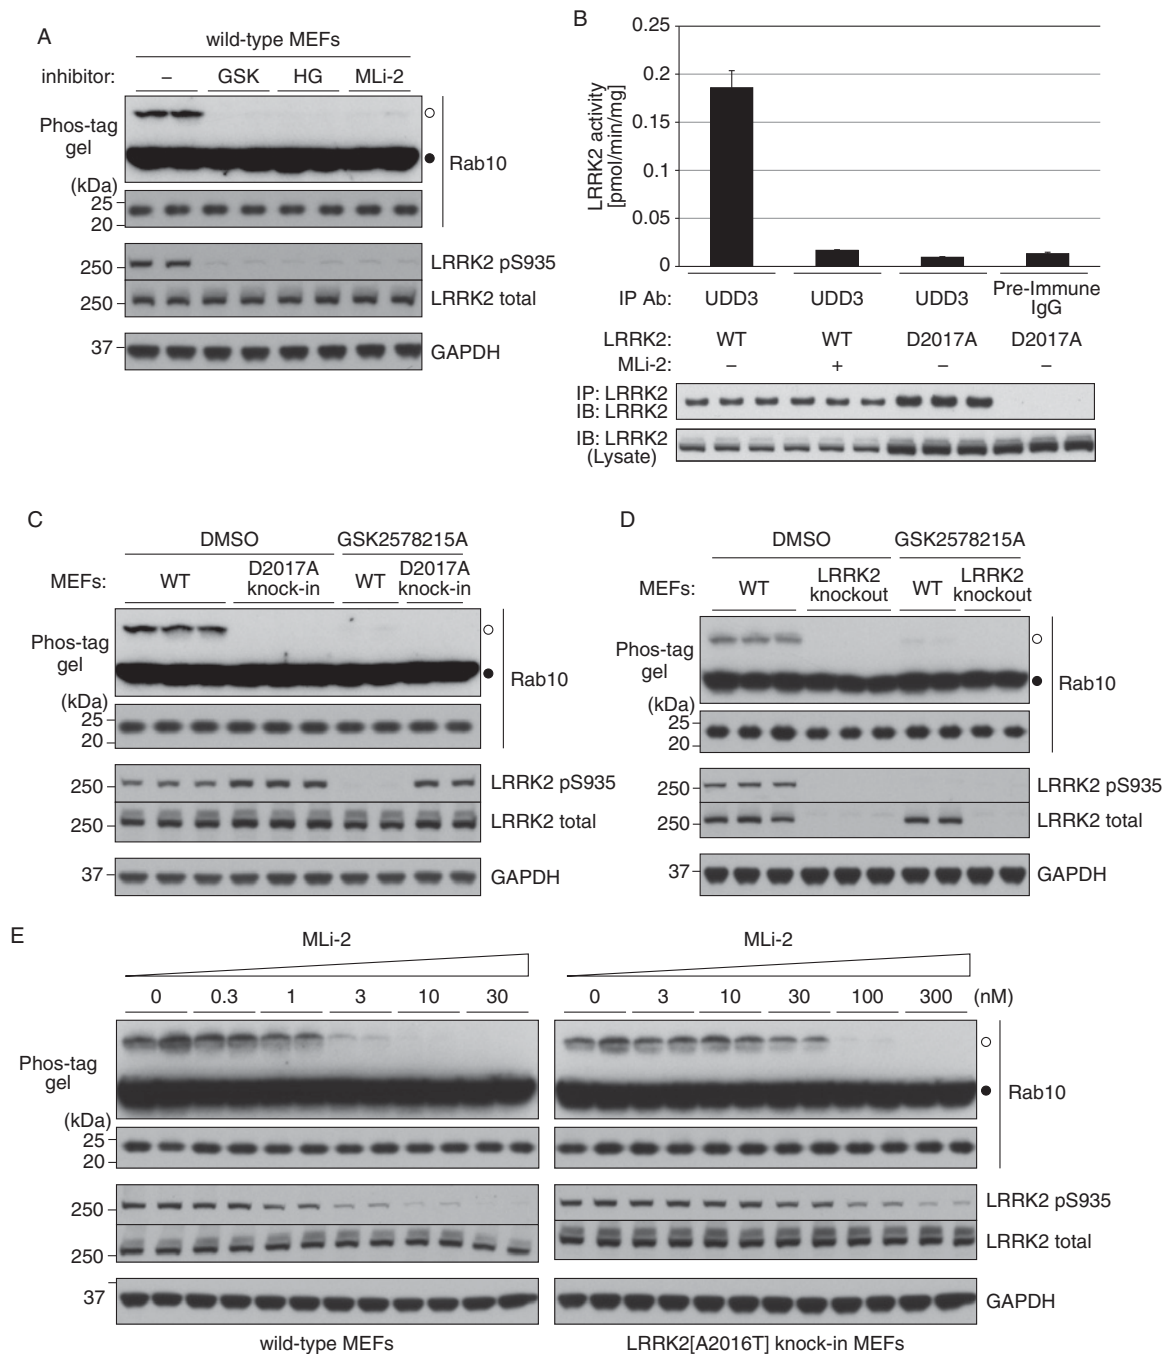 A
wild-type MEFs
inhibitor: – GSK HG MLi-2
Phos-tag
gel
Rab10
(kDa)
25
20
250 LRRK2 pS935
250 LRRK2 total
37 GAPDH
B
LRRK2 activity
[pmol/min/mg]
0.25
0.2
0.15
0.1
0.05
0
IP Ab: UDD3 UDD3 UDD3 Pre-Immune
IgG
LRRK2: WT WT D2017A D2017A
MLi-2: – + – –
IP: LRRK2
IB: LRRK2
IB: LRRK2
(Lysate)
C
DMSO GSK2578215A
MEFs: WT D2017A
knock-in WT D2017A
knock-in
Phos-tag
gel
Rab10
(kDa)
25
20
250 LRRK2 pS935
250 LRRK2 total
37 GAPDH
D
DMSO GSK2578215A
MEFs: WT LRRK2
knockout WT LRRK2
knockout
Phos-tag
gel
Rab10
(kDa)
25
20
250 LRRK2 pS935
250 LRRK2 total
37 GAPDH
E
MLi-2 MLi-2
0 0.3 1 3 10 30 0 3 10 30 100 300 (nM)
Phos-tag
gel
Rab10
(kDa)
25
20
250 LRRK2 pS935
250 LRRK2 total
37 GAPDH
wild-type MEFs LRRK2[A2016T] knock-in MEFs